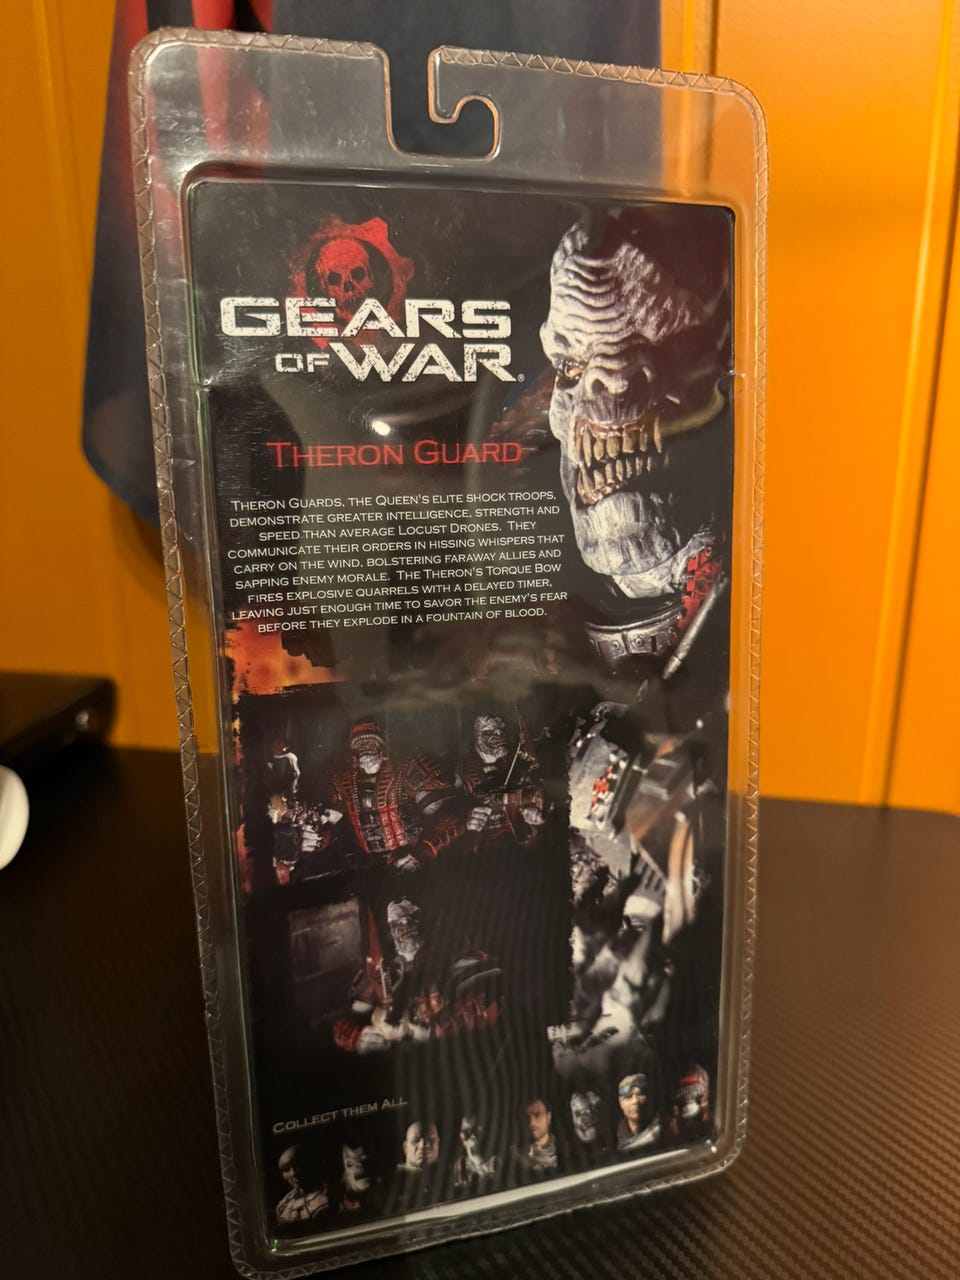 GEARS
OF WAR®
THERON GUARD
THERON GUARDS, THE QUEEN'S ELITE SHOCK TROOPS,
DEMONSTRATE GREATER INTELLIGENCE, STRENGTH AND
SPEED THAN AVERAGE LOCUST DRONES. THEY
COMMUNICATE THEIR ORDERS IN HISSING WHISPERS THAT
CARRY ON THE WIND, BOLSTERING FARAWAY ALLIES AND
SAPPING ENEMY MORALE. THE THERON'S TORQUE BOW
FIRES EXPLOSIVE QUARRELS WITH A DELAYED TIMER,
LEAVING JUST ENOUGH TIME TO SAVOR THE ENEMY'S FEAR
BEFORE THEY EXPLODE IN A FOUNTAIN OF BLOOD.
COLLECT THEM ALL